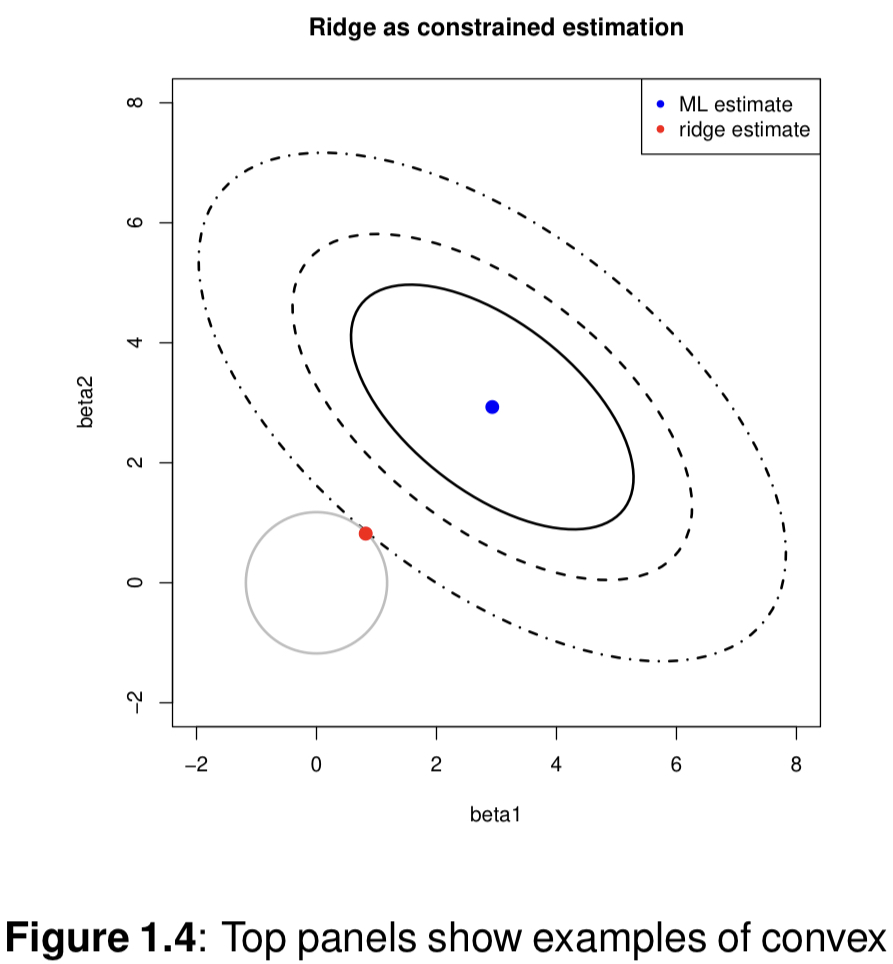 Ridge as constrained estimation
ML estimate
ridge estimate
8
6
4
2
0
−2
beta2
−2 0 2 4 6 8
beta1
Figure 1.4: Top panels show examples of convex